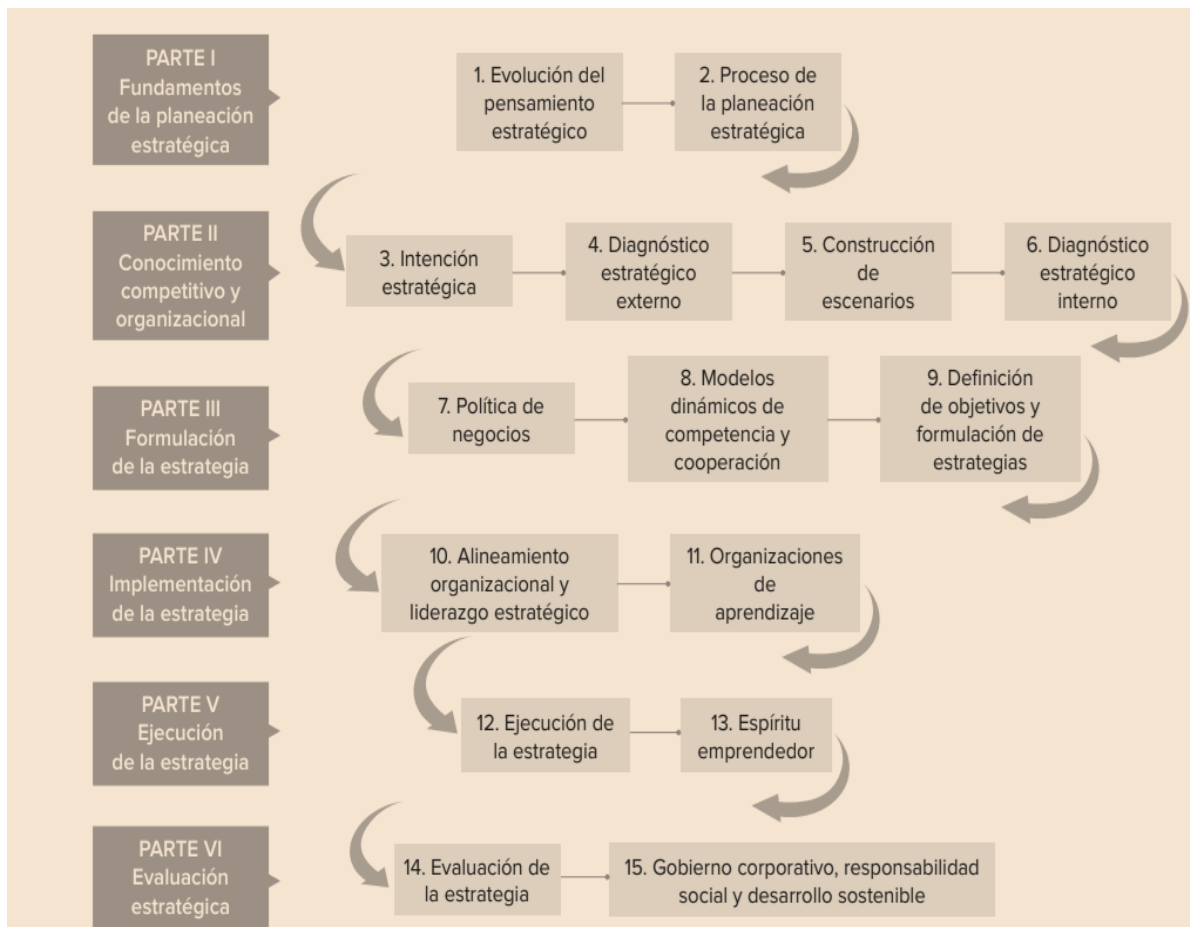 PARTE I
Fundamentos
de la planeación
estratégica
1. Evolución del
pensamiento
estratégico
2. Proceso de
la planeación
estratégica
PARTE II
Conocimiento
competitivo y
organizacional
3. Intención
estratégica
4. Diagnóstico
estratégico
externo
5. Construcción
de
escenarios
6. Diagnóstico
estratégico
interno
PARTE III
Formulación
de la estrategia
7. Política de
negocios
8. Modelos
dinámicos de
competencia y
cooperación
9. Definición
de objetivos y
formulación de
estrategias
PARTE IV
Implementación
de la estrategia
10. Alineamiento
organizacional y
liderazgo estratégico
11. Organizaciones
de
aprendizaje
PARTE V
Ejecución
de la estrategia
12. Ejecución de
la estrategia
13. Espíritu
emprendedor
PARTE VI
Evaluación
estratégica
14. Evaluación de
la estrategia
15. Gobierno corporativo, responsabilidad
social y desarrollo sostenible